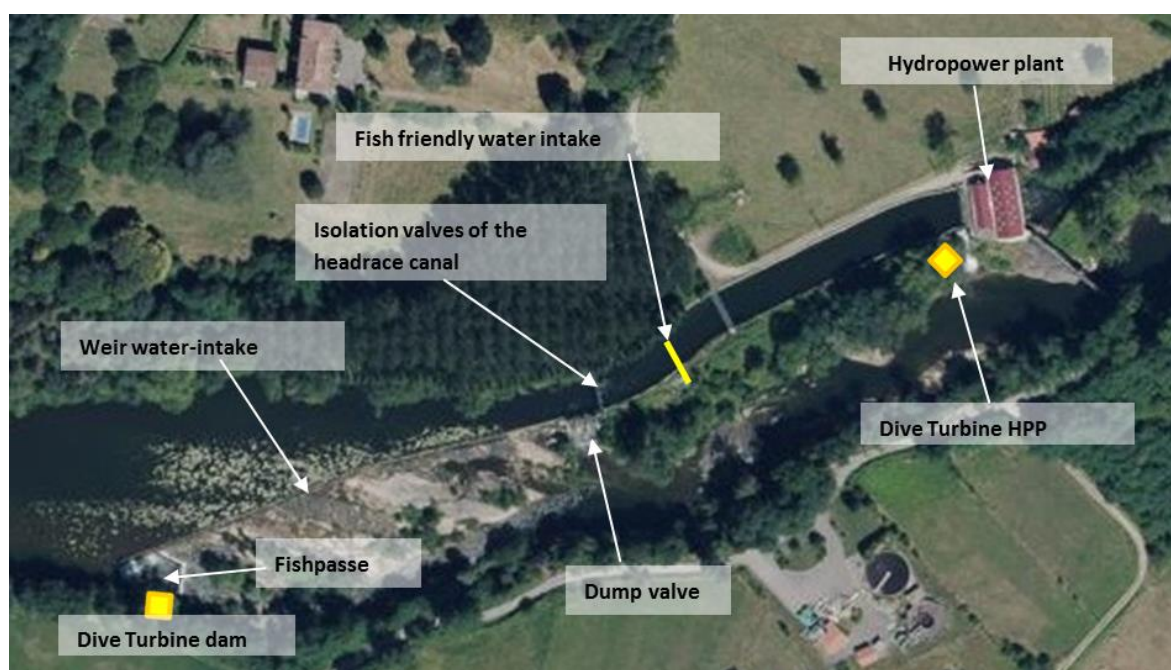 Hydropower plant
Fish friendly water intake
Isolation valves of the
headrace canal
Weir water-intake
Dive Turbine HPP
Fishpasse
Dump valve
Dive Turbine dam